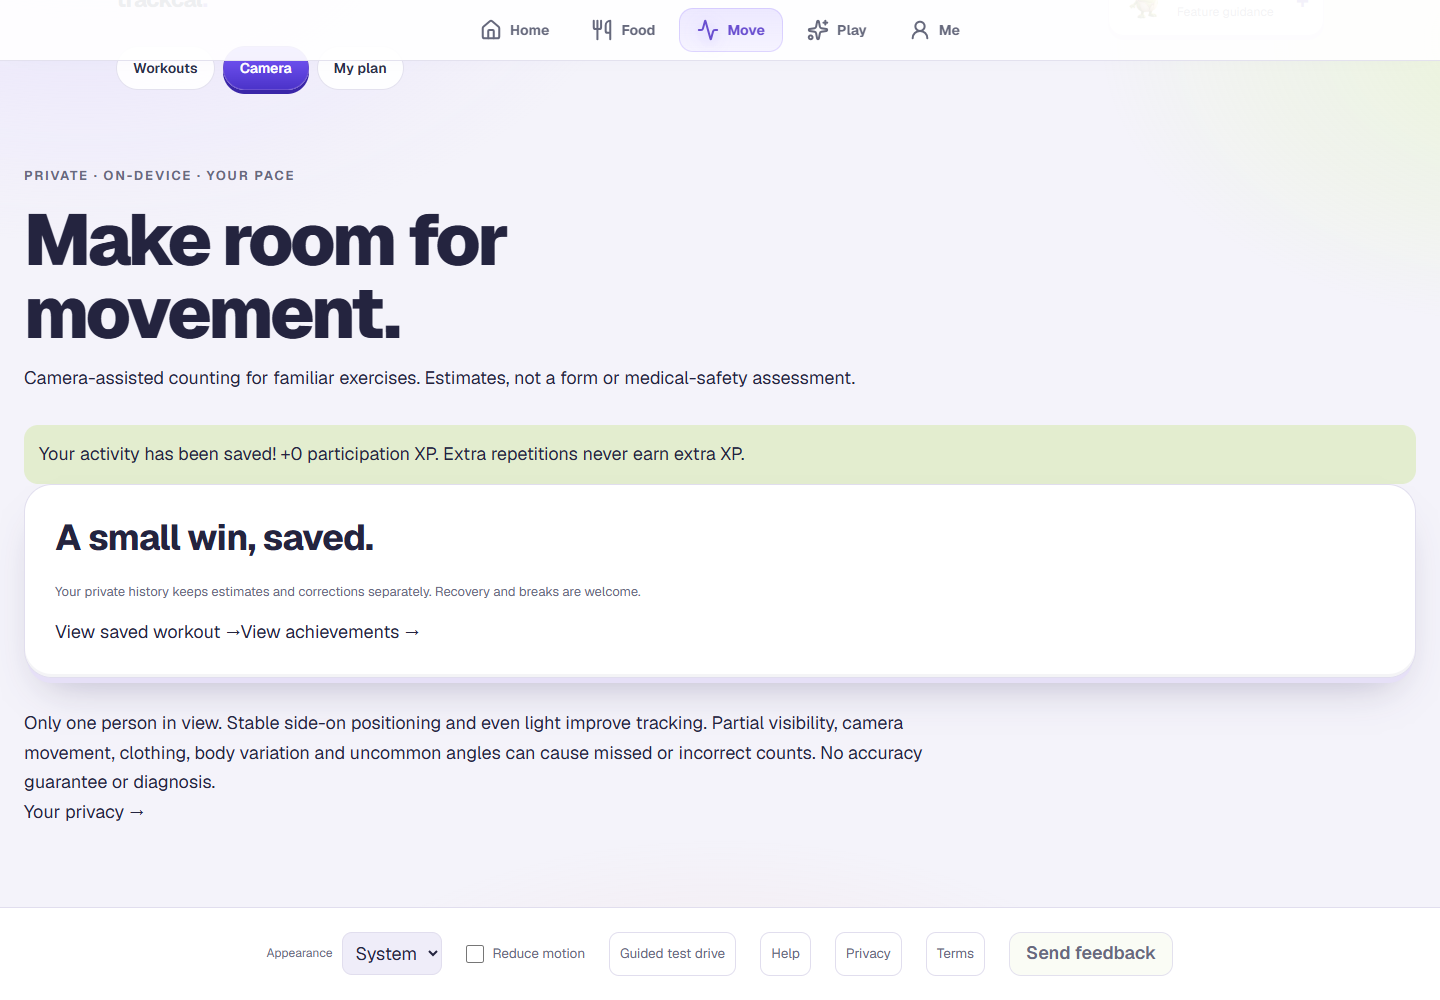 trackcat.
Feature guidance
Home
Food
Move
Play
Me
Workouts
Camera
My plan
PRIVATE · ON-DEVICE · YOUR PACE
Make room for
movement.
Camera-assisted counting for familiar exercises. Estimates, not a form or medical-safety assessment.
Your activity has been saved! +0 participation XP. Extra repetitions never earn extra XP.
A small win, saved.
Your private history keeps estimates and corrections separately. Recovery and breaks are welcome.
View saved workout →View achievements →
Only one person in view. Stable side-on positioning and even light improve tracking. Partial visibility, camera
movement, clothing, body variation and uncommon angles can cause missed or incorrect counts. No accuracy
guarantee or diagnosis.
Your privacy →
Appearance
System
Reduce motion
Guided test drive
Help
Privacy
Terms
Send feedback